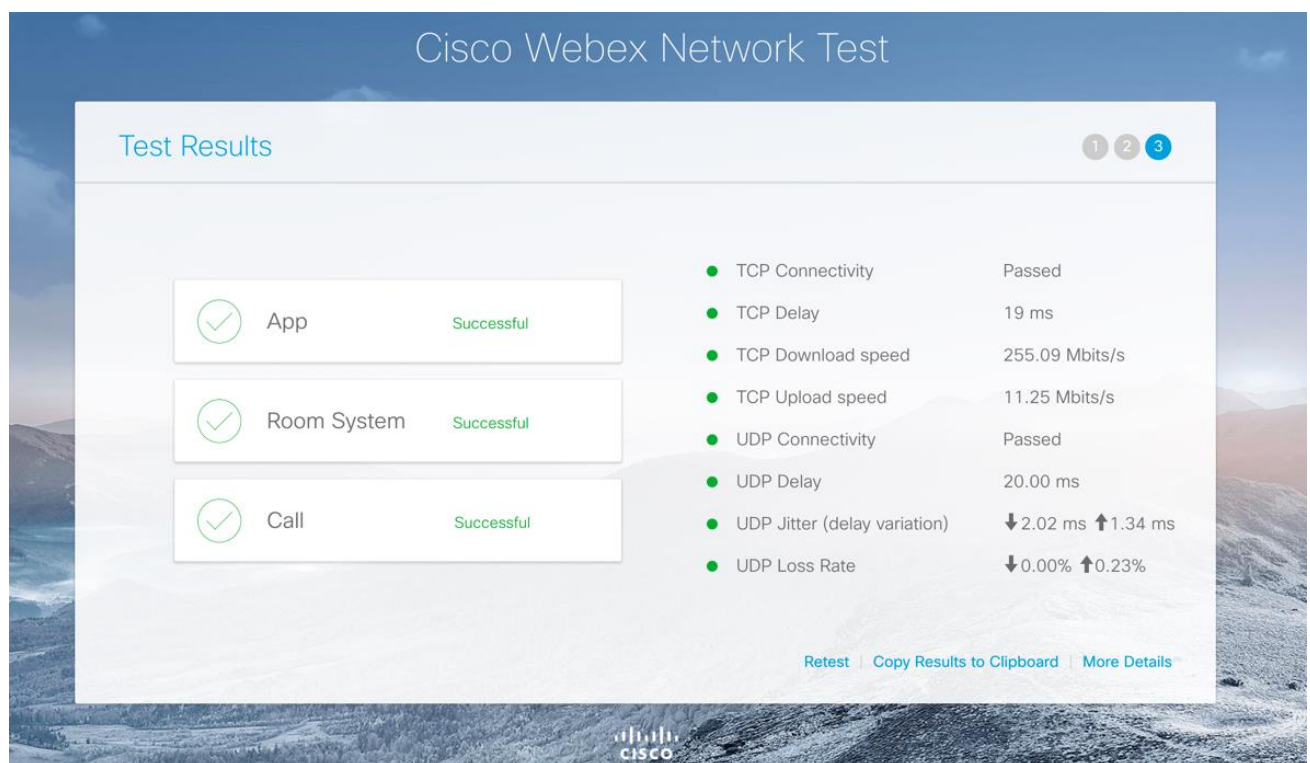 Cisco Webex Network Test
Test Results
1 2 3
App Successful
Room System Successful
Call Successful
TCP Connectivity Passed
TCP Delay 19 ms
TCP Download speed 255.09 Mbits/s
TCP Upload speed 11.25 Mbits/s
UDP Connectivity Passed
UDP Delay 20.00 ms
UDP Jitter (delay variation) ⬇2.02 ms ⬆1.34 ms
UDP Loss Rate ⬇0.00% ⬆0.23%
Retest | Copy Results to Clipboard | More Details
CISCO